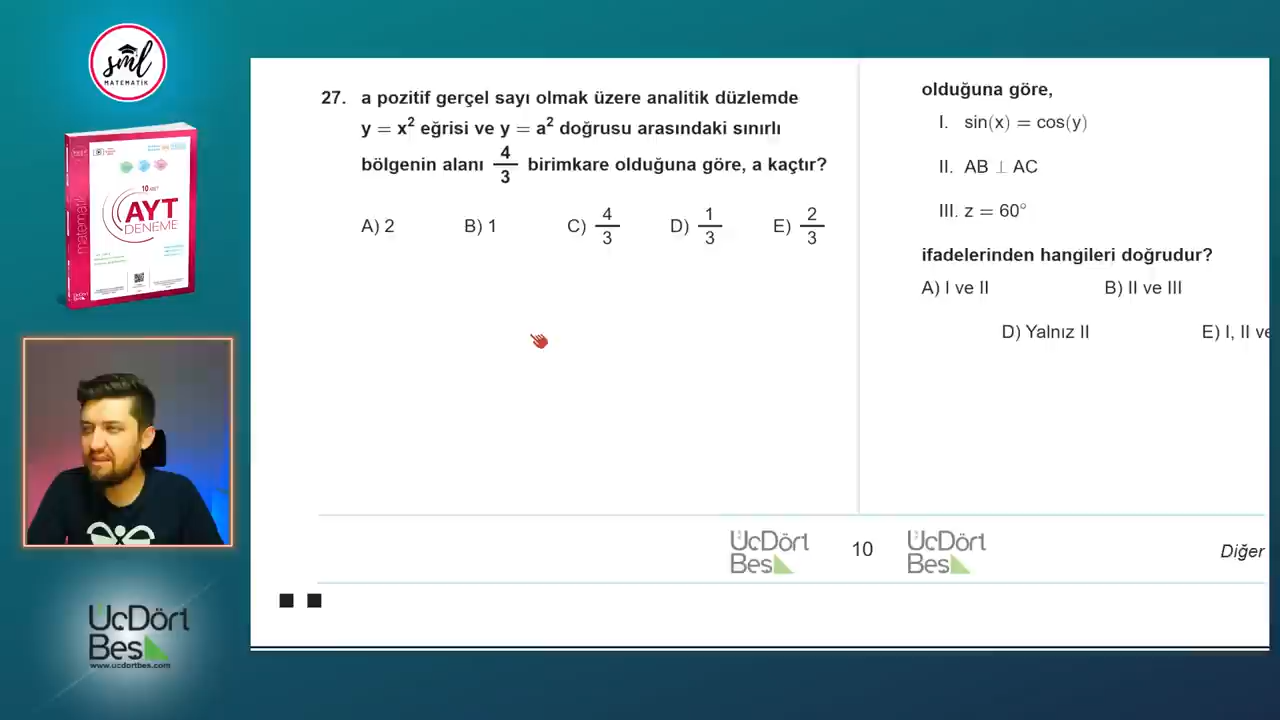 sml
MATEMATİK
10 ADET
AYT
DENEME
matematik
ÜçDört
Beş
www.ucdortbes.com
27. a pozitif gerçel sayı olmak üzere analitik düzlemde
y = x² eğrisi ve y = a² doğrusu arasındaki sınırlı
bölgenin alanı 4/3 birimkare olduğuna göre, a kaçtır?
A) 2 B) 1 C) 4/3 D) 1/3 E) 2/3
olduğuna göre,
I. sin(x) = cos(y)
II. AB ⊥ AC
III. z = 60°
ifadelerinden hangileri doğrudur?
A) I ve II B) II ve III
D) Yalnız II E) I, II ve
ÜçDört
Beş
10
ÜçDört
Beş
Diğer